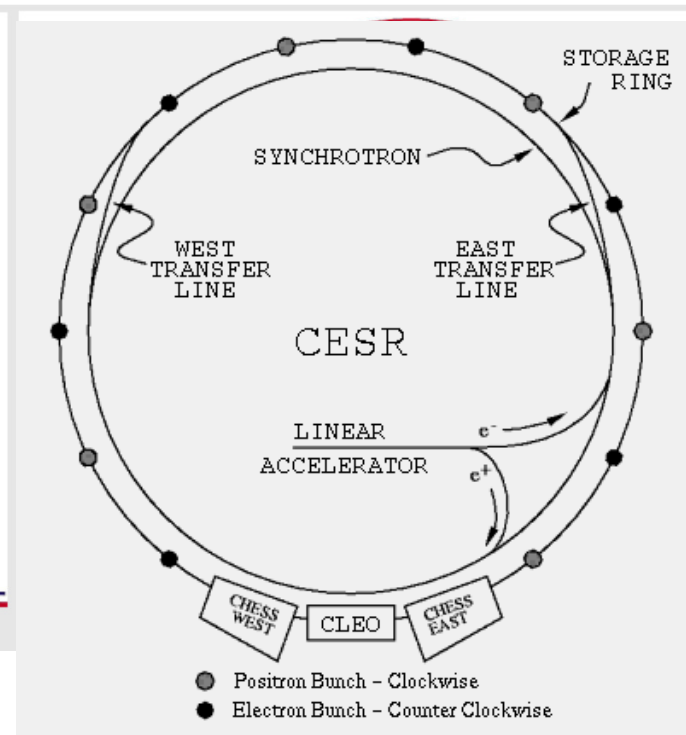 STORAGE
RING
SYNCHROTRON
WEST
TRANSFER
LINE
EAST
TRANSFER
LINE
CESR
LINEAR
ACCELERATOR
e-
e+
CHESS
WEST
CLEO
CHESS
EAST
Positron Bunch – Clockwise
Electron Bunch – Counter Clockwise